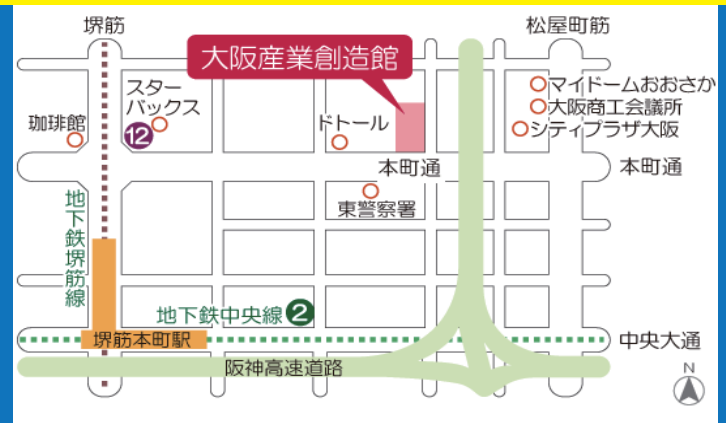 堺筋
松屋町筋
大阪産業創造館
スター
バックス
マイドームおおさか
大阪商工会議所
シティプラザ大阪
珈琲館
12
ドトール
本町通
本町通
東警察署
地下鉄堺筋線
地下鉄中央線 2
堺筋本町駅
中央大通
阪神高速道路
N